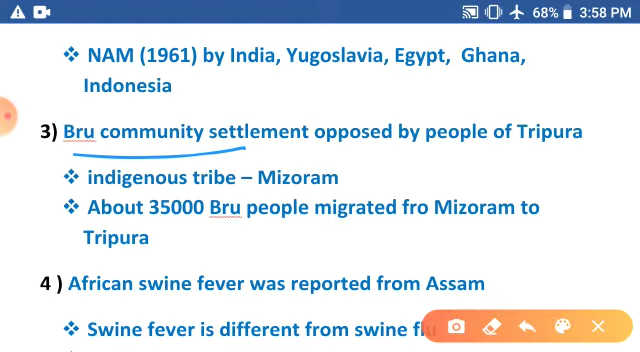 68% 3:58 PM
❖ NAM (1961) by India, Yugoslavia, Egypt, Ghana,
Indonesia
3) Bru community settlement opposed by people of Tripura
❖ indigenous tribe – Mizoram
❖ About 35000 Bru people migrated fro Mizoram to
Tripura
4 ) African swine fever was reported from Assam
❖ Swine fever is different from swine flu